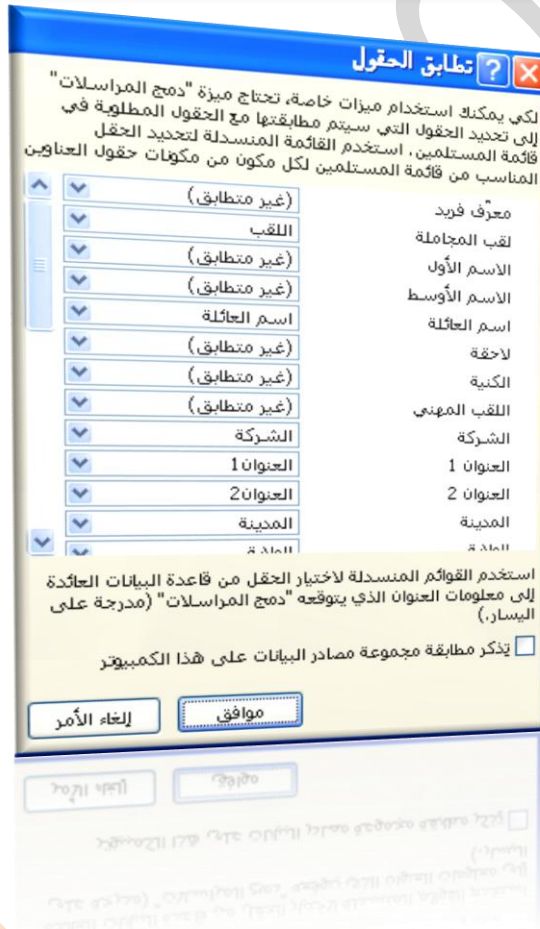 تطابق الحقول
لكي يمكنك استخدام ميزات خاصة، تحتاج ميزة "دمج المراسلات"
إلى تحديد الحقول التي سيتم مطابقتها مع الحقول المطلوبة في
قائمة المستلمين. استخدم القائمة المنسدلة لتحديد الحقل
المناسب من قائمة المستلمين لكل مكون من مكونات حقول العناوين
معرّف فريد (غير متطابق)
لقب المجاملة اللقب
الاسم الأول (غير متطابق)
الاسم الأوسط (غير متطابق)
اسم العائلة اسم العائلة
لاحقة (غير متطابق)
الكنية (غير متطابق)
اللقب المهني (غير متطابق)
الشركة الشركة
العنوان 1 العنوان1
العنوان 2 العنوان2
المدينة المدينة
استخدم القوائم المنسدلة لاختيار الحقل من قاعدة البيانات العائدة
إلى معلومات العنوان الذي يتوقعه "دمج المراسلات" (مدرجة على
اليسار.)
تذكر مطابقة مجموعة مصادر البيانات على هذا الكمبيوتر
موافق إلغاء الأمر